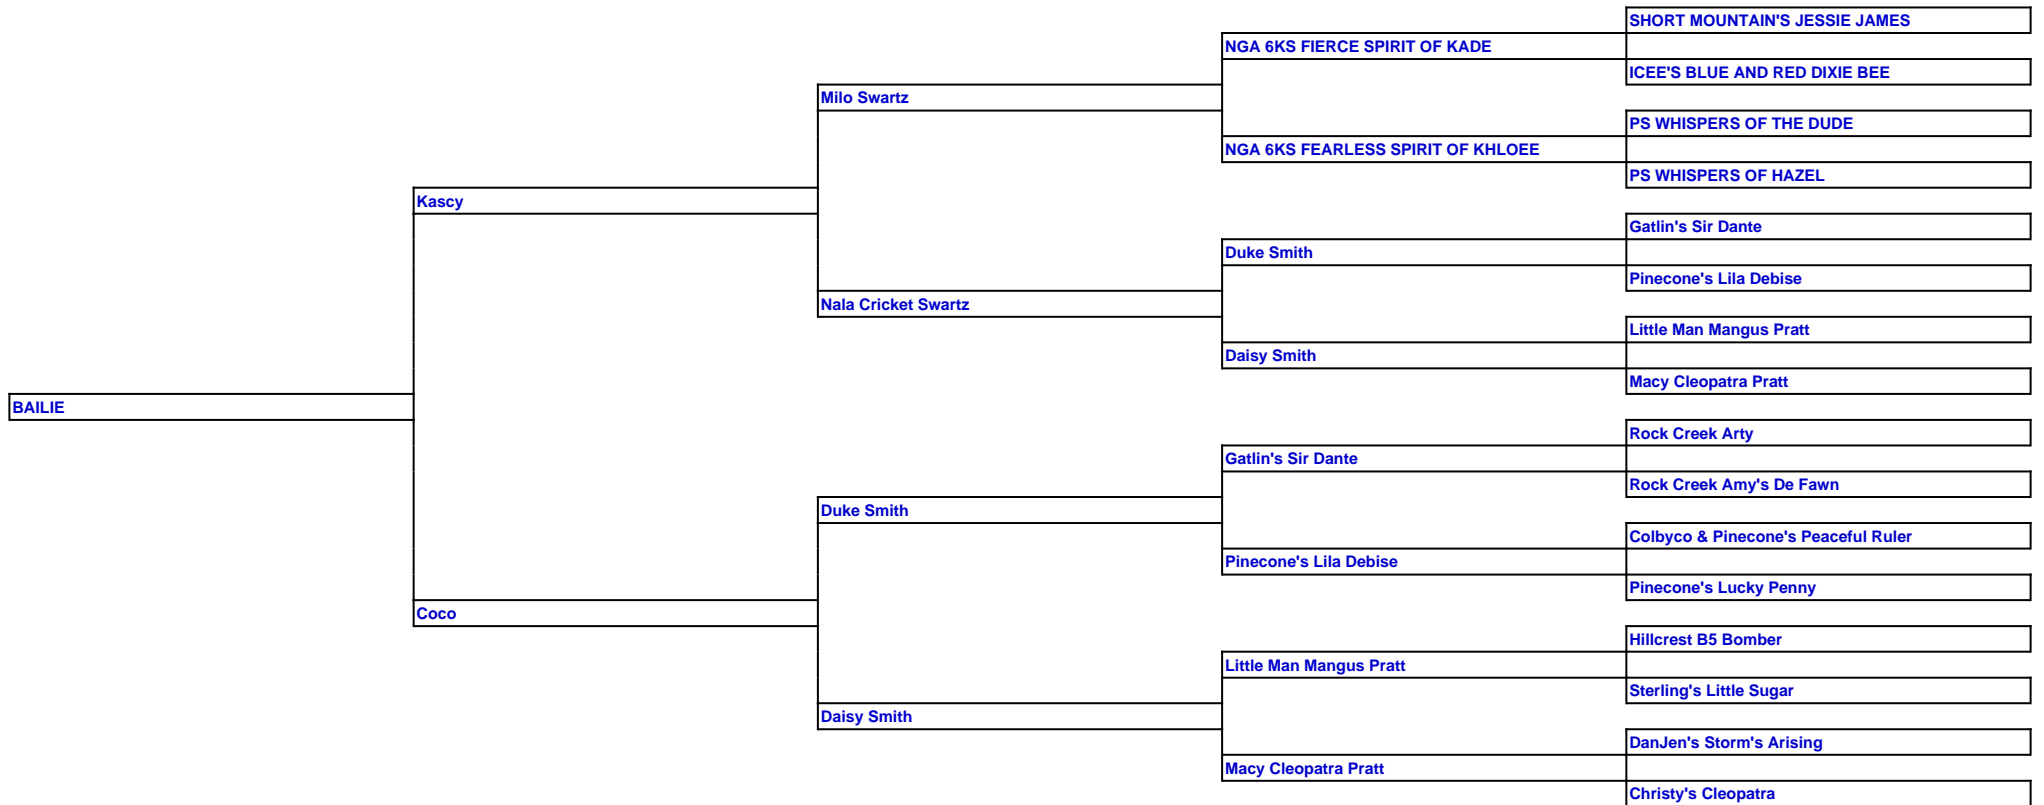 SHORT MOUNTAIN'S JESSIE JAMES
NGA 6KS FIERCE SPIRIT OF KADE
ICEE'S BLUE AND RED DIXIE BEE
Milo Swartz
PS WHISPERS OF THE DUDE
NGA 6KS FEARLESS SPIRIT OF KHLOEE
PS WHISPERS OF HAZEL
Kascy
Gatlin's Sir Dante
Duke Smith
Pinecone's Lila Debise
Nala Cricket Swartz
Little Man Mangus Pratt
Daisy Smith
Macy Cleopatra Pratt
BAILIE
Rock Creek Arty
Gatlin's Sir Dante
Rock Creek Amy's De Fawn
Duke Smith
Colbyco & Pinecone's Peaceful Ruler
Pinecone's Lila Debise
Pinecone's Lucky Penny
Coco
Hillcrest B5 Bomber
Little Man Mangus Pratt
Sterling's Little Sugar
Daisy Smith
DanJen's Storm's Arising
Macy Cleopatra Pratt
Christy's Cleopatra